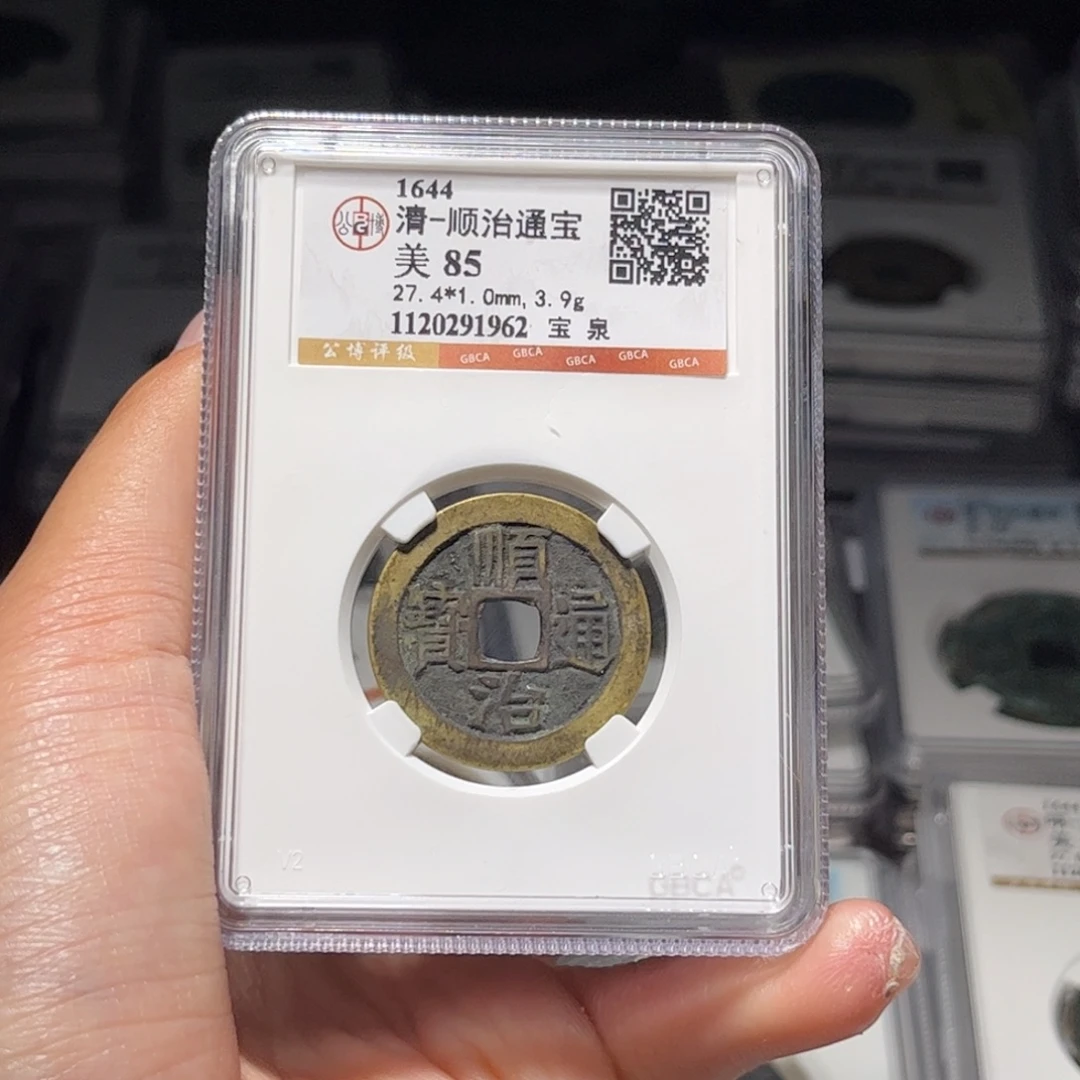 1644
清-顺治通宝
美 85
27.4*1.0mm, 3.9g
1120291962 宝 泉
公博评级 GBCA GBCA GBCA GBCA GBCA
順
寶 通
治
V2
GBCA